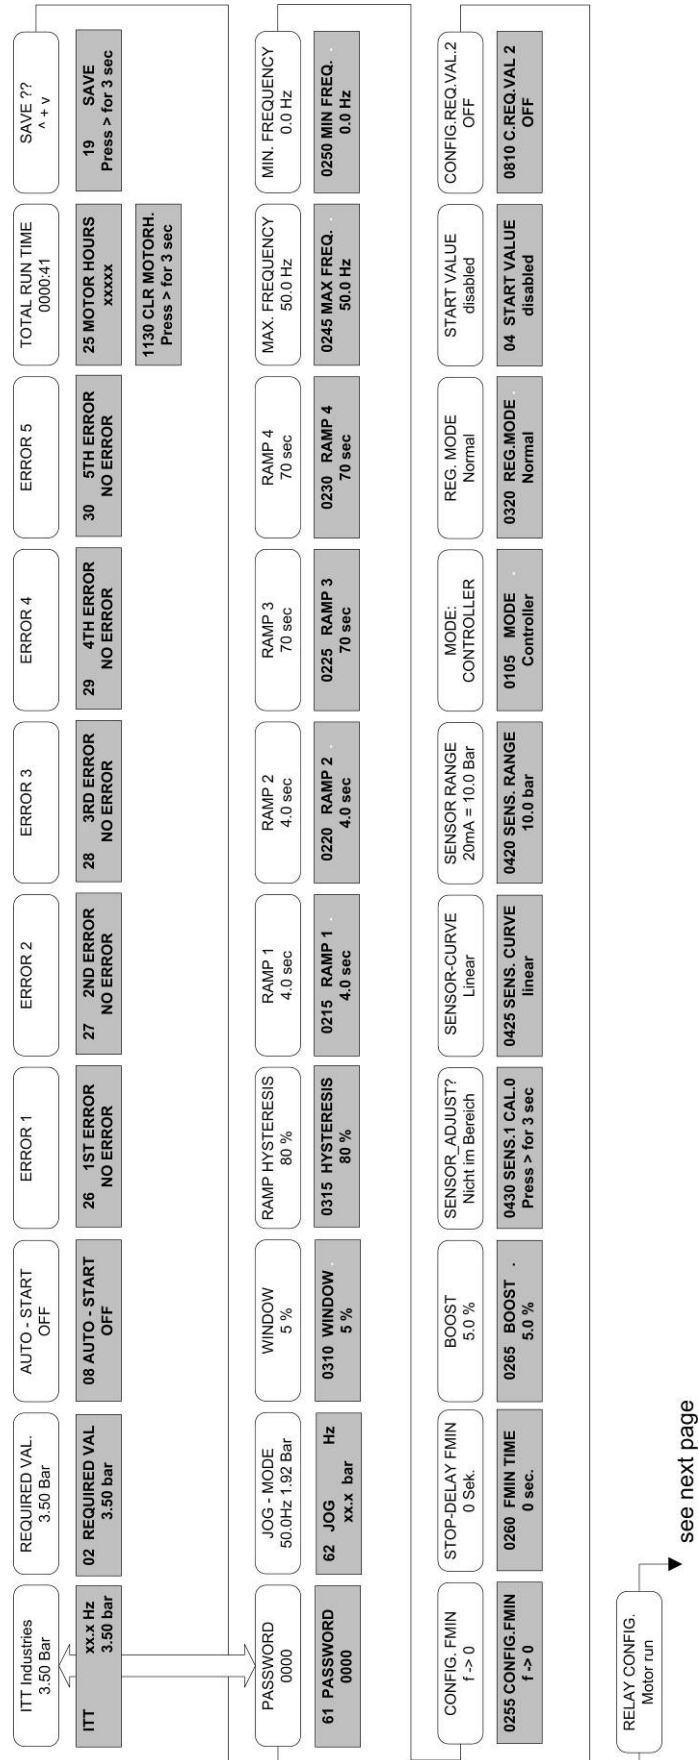 ITT Industries
3.50 Bar
REQUIRED VAL.
3.50 Bar
AUTO - START
OFF
ERROR 1
ERROR 2
ERROR 3
ERROR 4
ERROR 5
TOTAL RUN TIME
0000:41
SAVE ??
^ + v
ITT xx.x Hz
3.50 bar
02 REQUIRED VAL
3.50 bar
08 AUTO - START
OFF
26 1ST ERROR
NO ERROR
27 2ND ERROR
NO ERROR
28 3RD ERROR
NO ERROR
29 4TH ERROR
NO ERROR
30 5TH ERROR
NO ERROR
25 MOTOR HOURS
xxxxx
19 SAVE
Press > for 3 sec
1130 CLR MOTORH.
Press > for 3 sec
PASSWORD
0000
JOG - MODE
50.0Hz 1.92 Bar
WINDOW
5 %
RAMP HYSTERESIS
80 %
RAMP 1
4.0 sec
RAMP 2
4.0 sec
RAMP 3
70 sec
RAMP 4
70 sec
MAX. FREQUENCY
50.0 Hz
MIN. FREQUENCY
0.0 Hz
61 PASSWORD
0000
62 JOG Hz
xx.x bar
0310 WINDOW .
5 %
0315 HYSTERESIS
80 %
0215 RAMP 1 .
4.0 sec
0220 RAMP 2 .
4.0 sec
0225 RAMP 3
70 sec
0230 RAMP 4
70 sec
0245 MAX FREQ. .
50.0 Hz
0250 MIN FREQ. .
0.0 Hz
CONFIG. FMIN
f -> 0
STOP-DELAY FMIN
0 Sek.
BOOST
5.0 %
SENSOR_ADJUST?
Nicht im Bereich
SENSOR-CURVE
Linear
SENSOR RANGE
20mA = 10.0 Bar
MODE:
CONTROLLER
REG. MODE
Normal
START VALUE
disabled
CONFIG.REQ.VAL.2
OFF
0255 CONFIG.FMIN
f -> 0
0260 FMIN TIME
0 sec.
0265 BOOST .
5.0 %
0430 SENS.1 CAL.0
Press > for 3 sec
0425 SENS. CURVE
linear
0420 SENS. RANGE
10.0 bar
0105 MODE .
Controller
0320 REG.MODE .
Normal
04 START VALUE
disabled
0810 C.REQ.VAL 2
OFF
RELAY CONFIG.
Motor run
see next page